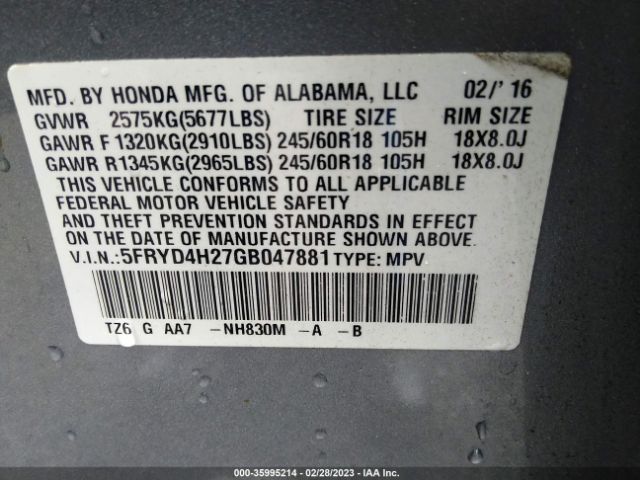 MFD. BY HONDA MFG. OF ALABAMA, LLC 02/' 16
GVWR 2575KG(5677LBS) TIRE SIZE RIM SIZE
GAWR F 1320KG(2910LBS) 245/60R18 105H 18X8.0J
GAWR R1345KG(2965LBS) 245/60R18 105H 18X8.0J
THIS VEHICLE CONFORMS TO ALL APPLICABLE
FEDERAL MOTOR VEHICLE SAFETY
AND THEFT PREVENTION STANDARDS IN EFFECT
ON THE DATE OF MANUFACTURE SHOWN ABOVE.
V.I.N.:5FRYD4H27GB047881 TYPE: MPV
TZ6 G AA7 -NH830M -A -B
000-35995214 - 02/28/2023 - IAA Inc.